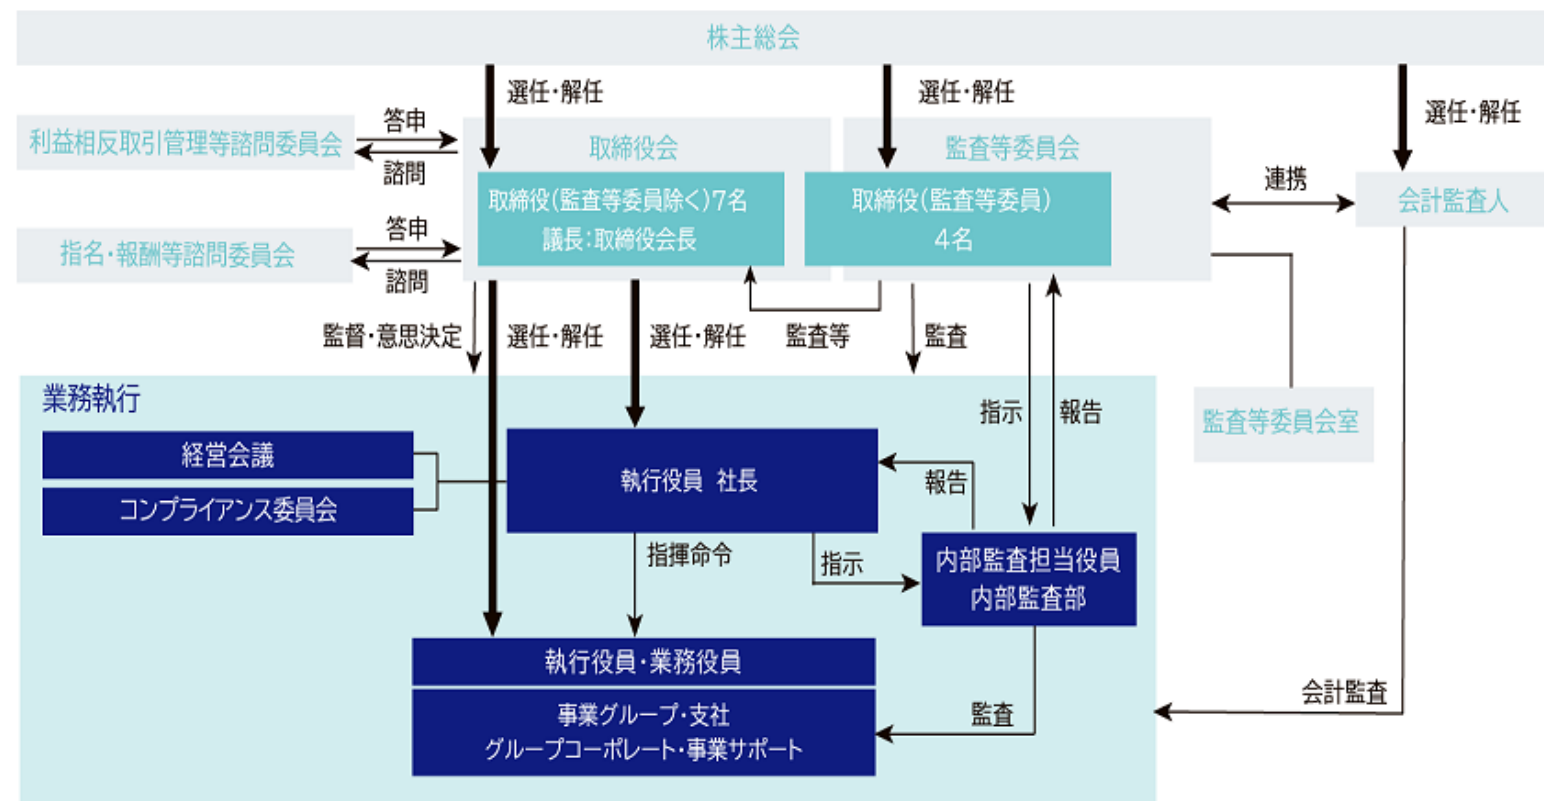 株主総会
選任・解任
選任・解任
選任・解任
利益相反取引管理等諮問委員会
答申
諮問
取締役会
取締役(監査等委員除く)7名
議長:取締役会長
監査等委員会
取締役(監査等委員)
4名
連携
会計監査人
指名・報酬等諮問委員会
答申
諮問
監督・意思決定
選任・解任
選任・解任
監査等
監査
指示
報告
監査等委員会室
業務執行
経営会議
コンプライアンス委員会
執行役員 社長
報告
指揮命令
指示
内部監査担当役員
内部監査部
執行役員・業務役員
事業グループ・支社
グループコーポレート・事業サポート
監査
会計監査